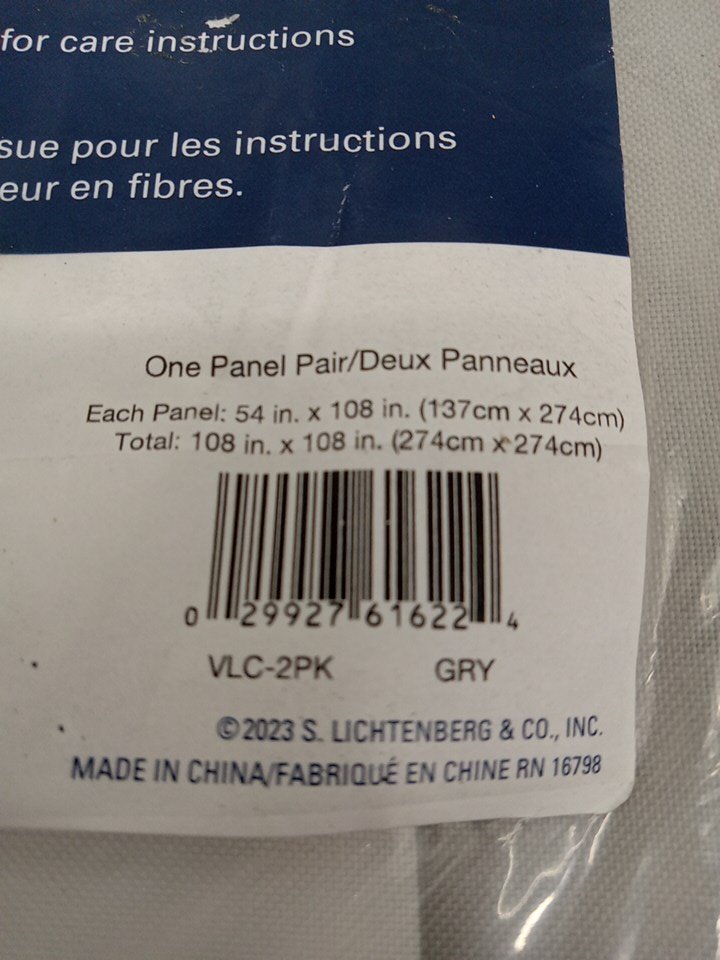 for care instructions
sue pour les instructions
eur en fibres.
One Panel Pair/Deux Panneaux
Each Panel: 54 in. x 108 in. (137cm x 274cm)
Total: 108 in. x 108 in. (274cm x 274cm)
0 29927 61622 4
VLC-2PK GRY
©2023 S. LICHTENBERG & CO., INC.
MADE IN CHINA/FABRIQUÉ EN CHINE RN 16798